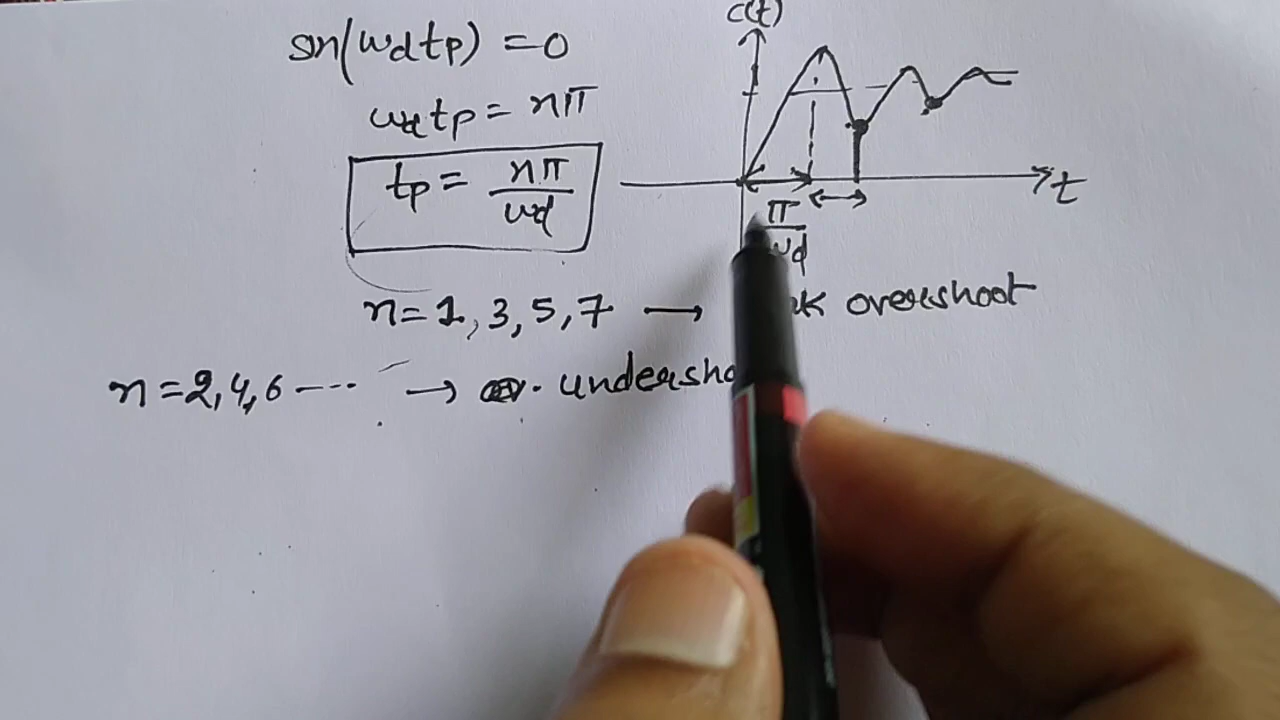 sin(ωdtp) = 0
ωdtp = nπ
tp = nπ/ωd
c(t)
t
π/ωd
n = 1, 3, 5, 7 → overshoot
n = 2, 4, 6 --- → undersho